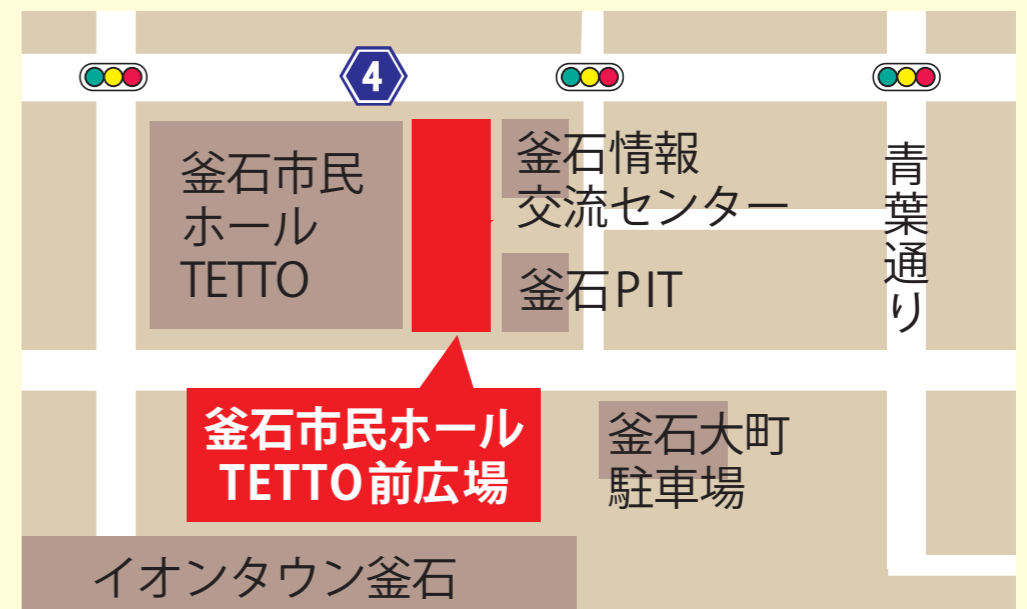 4
釜石市民
ホール
TETTO
釜石情報
交流センター
釜石PIT
青葉通り
釜石市民ホール
TETTO前広場
釜石大町
駐車場
イオンタウン釜石